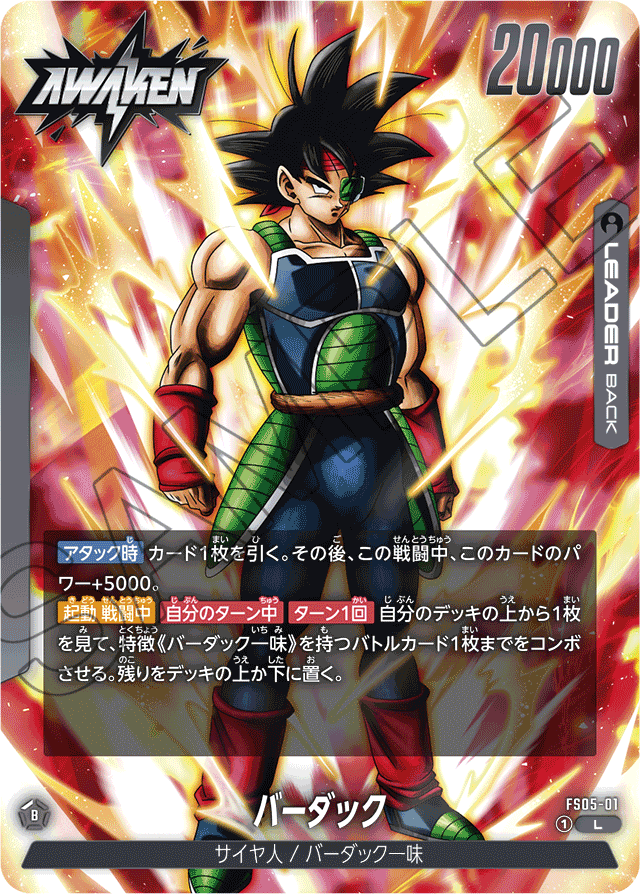 AWAKEN
20000
LEADER BACK
アタック時 カード1枚を引く。その後、この戦闘中、このカードのパ
ワー+5000。
起動 戦闘中 自分のターン中 ターン1回 自分のデッキの上から1枚
を見て、特徴《バーダック一味》を持つバトルカード1枚までをコンボ
させる。残りをデッキの上か下に置く。
SAMPLE
B
バーダック
FS05-01
1 L
サイヤ人 / バーダック一味